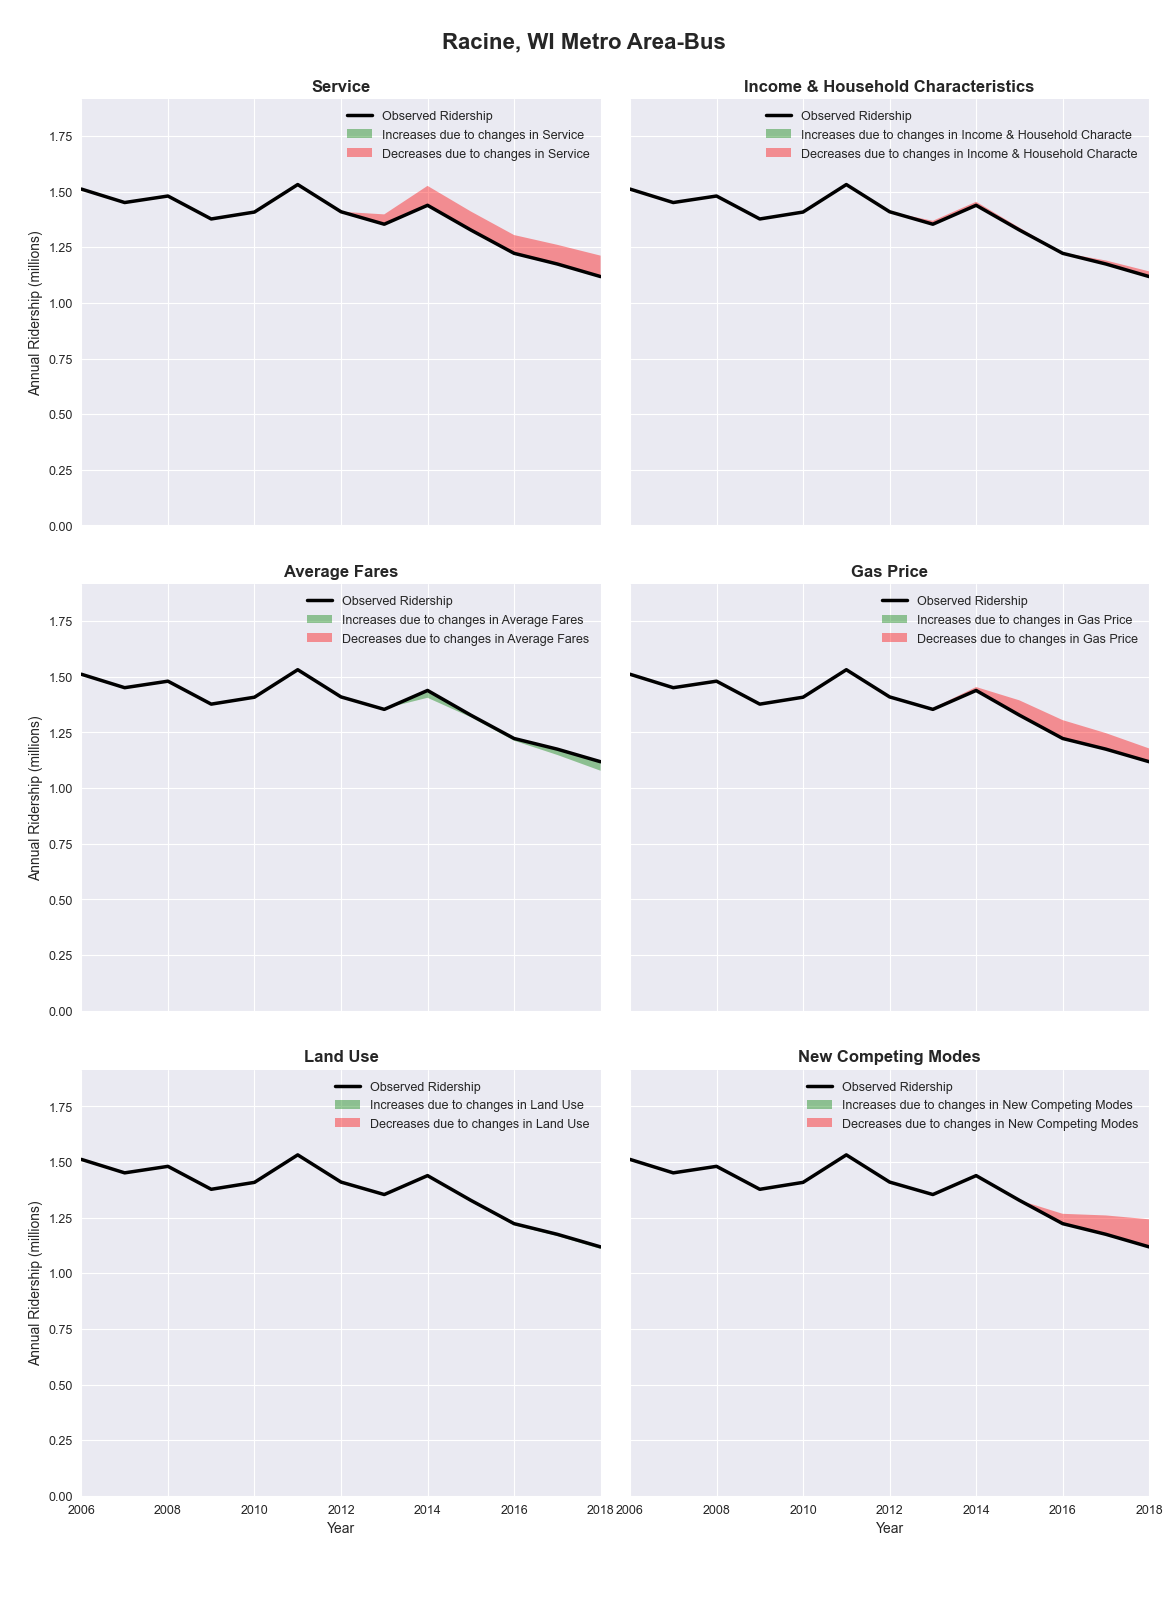 Racine, WI Metro Area-Bus
Service
Observed Ridership
Increases due to changes in Service
Decreases due to changes in Service
1.75
1.50
1.25
1.00
0.75
0.50
0.25
0.00
Annual Ridership (millions)
Income & Household Characteristics
Observed Ridership
Increases due to changes in Income & Household Characte
Decreases due to changes in Income & Household Characte
Average Fares
Observed Ridership
Increases due to changes in Average Fares
Decreases due to changes in Average Fares
1.75
1.50
1.25
1.00
0.75
0.50
0.25
0.00
Annual Ridership (millions)
Gas Price
Observed Ridership
Increases due to changes in Gas Price
Decreases due to changes in Gas Price
Land Use
Observed Ridership
Increases due to changes in Land Use
Decreases due to changes in Land Use
1.75
1.50
1.25
1.00
0.75
0.50
0.25
0.00
Annual Ridership (millions)
2006 2008 2010 2012 2014 2016 2018
Year
New Competing Modes
Observed Ridership
Increases due to changes in New Competing Modes
Decreases due to changes in New Competing Modes
2006 2008 2010 2012 2014 2016 2018
Year